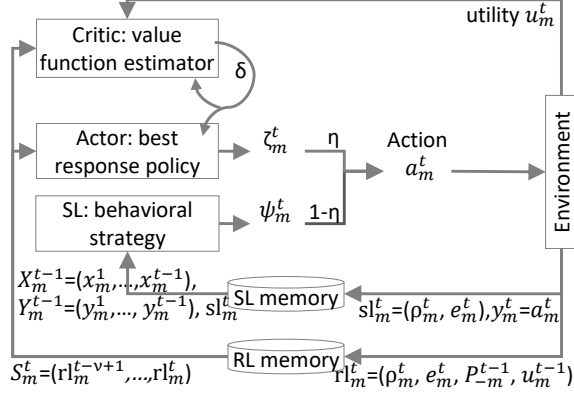 utility u_m^t
Critic: value
function estimator
δ
Actor: best
response policy
ζ_m^t
η
Action
a_m^t
Environment
SL: behavioral
strategy
ψ_m^t
1-η
X_m^{t-1}=(x_m^1,...,x_m^{t-1}),
Y_m^{t-1}=(y_m^1,..., y_m^{t-1}), sl_m^t
SL memory
sl_m^t=(ρ_m^t, e_m^t),y_m^t=a_m^t
RL memory
S_m^t=(rl_m^{t-ν+1},...,rl_m^t)
rl_m^t=(ρ_m^t, e_m^t, P_{-m}^{t-1}, u_m^{t-1})